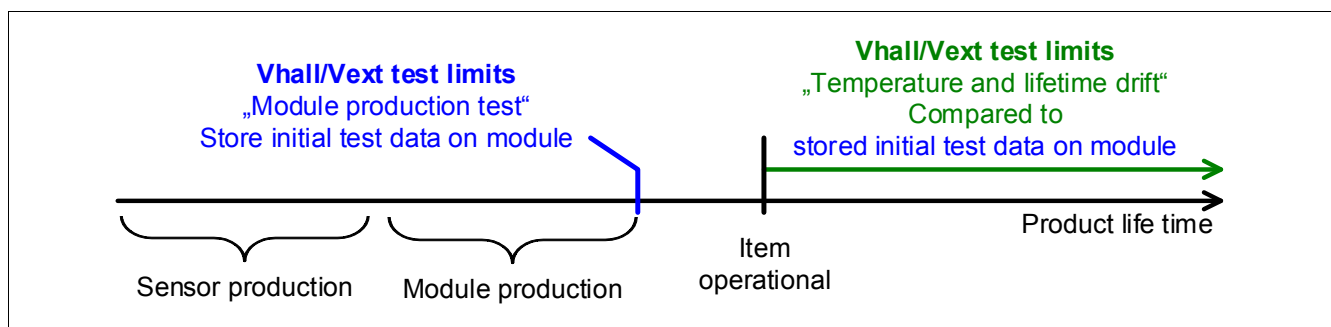 Vhall/Vext test limits
„Module production test“
Store initial test data on module
Vhall/Vext test limits
„Temperature and lifetime drift“
Compared to
stored initial test data on module
Product life time
Sensor production
Module production
Item
operational